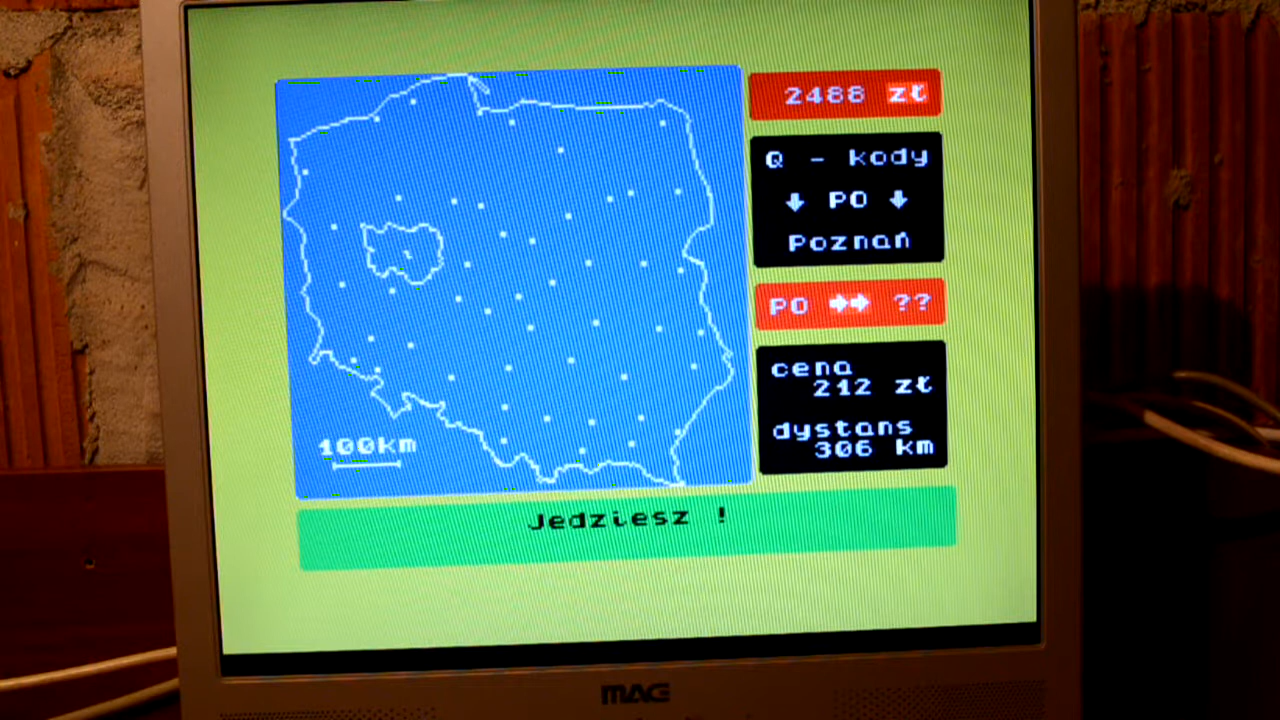 2488 zł
Q - kody
↓ PO ↓
Poznań
PO →→ ??
cena
212 zł
dystans
306 km
100km
Jedziesz !
MAG